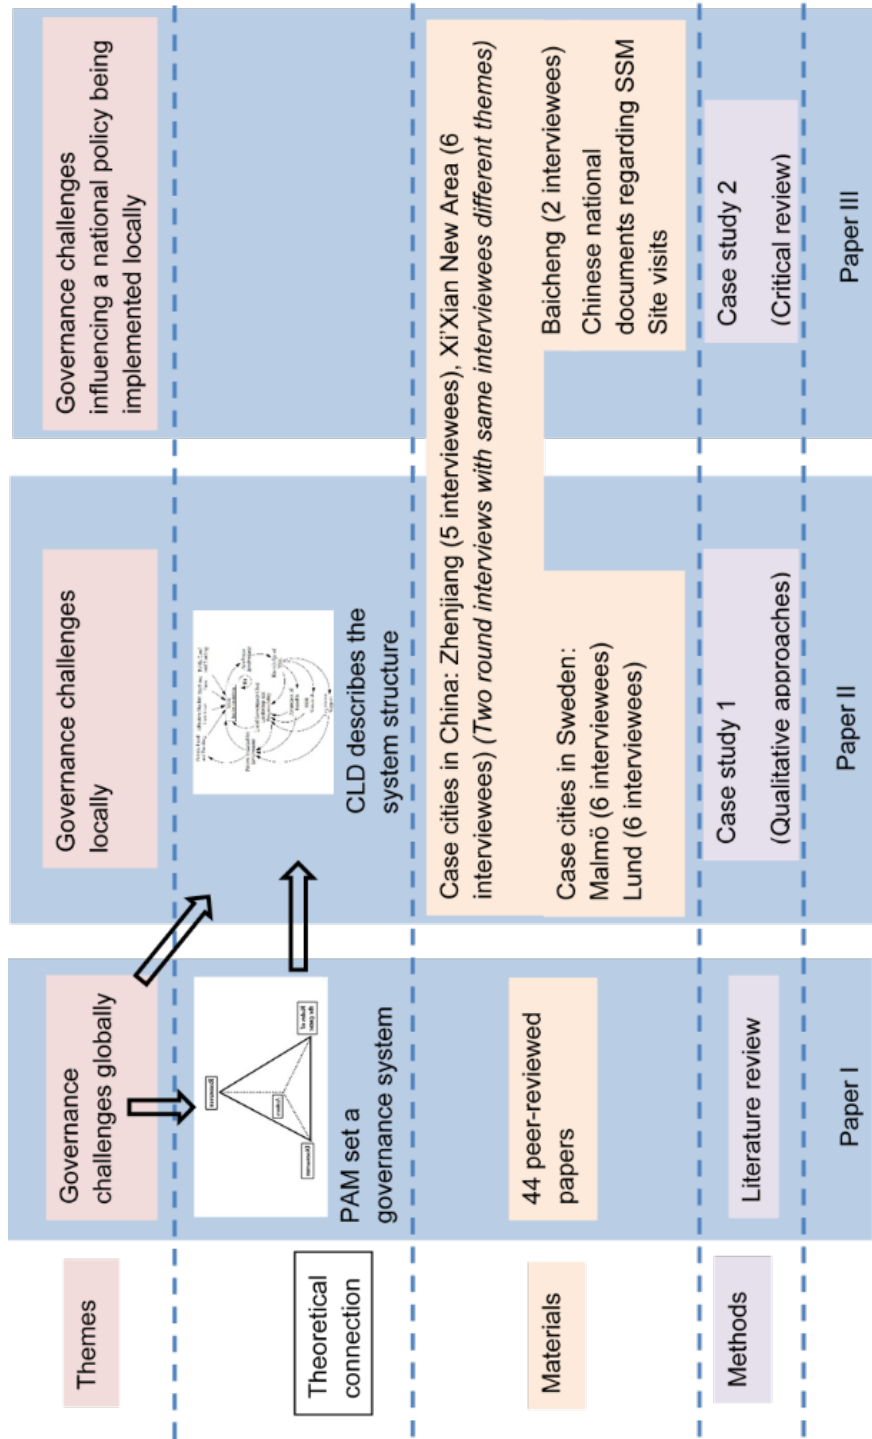 Themes
Governance
challenges globally
Governance challenges
locally
Governance challenges
influencing a national policy being
implemented locally
Theoretical
connection
PAM set a
governance system
CLD describes the
system structure
Materials
44 peer-reviewed
papers
Case cities in China: Zhenjiang (5 interviewees), Xi'Xian New Area (6
interviewees) (Two round interviews with same interviewees different themes)
Case cities in Sweden:
Malmö (6 interviewees)
Lund (6 interviewees)
Baicheng (2 interviewees)
Chinese national
documents regarding SSM
Site visits
Methods
Literature review
Case study 1
(Qualitative approaches)
Case study 2
(Critical review)
Paper I
Paper II
Paper III